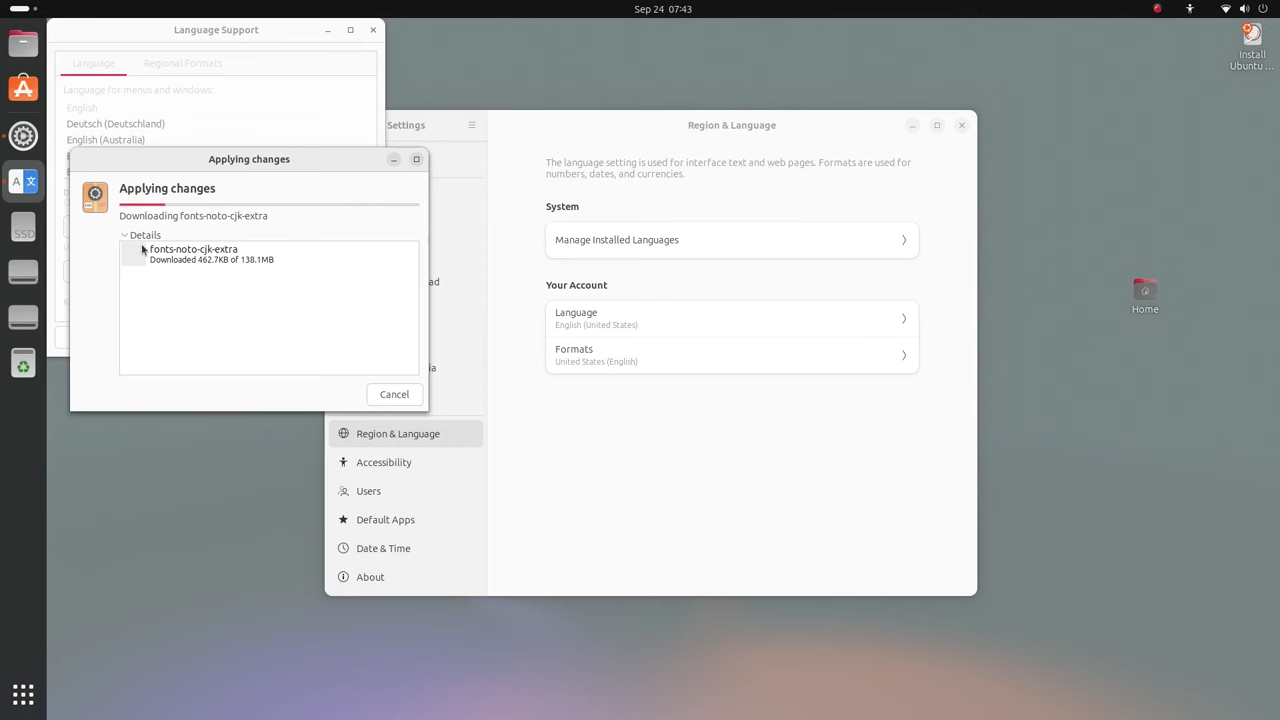 Sep 24 07:43
Language Support
Language
Regional Formats
Language for menus and windows:
English
Deutsch (Deutschland)
English (Australia)
Applying changes
Applying changes
Downloading fonts-noto-cjk-extra
Details
fonts-noto-cjk-extra
Downloaded 462.7KB of 138.1MB
Cancel
Settings
Region & Language
Accessibility
Users
Default Apps
Date & Time
About
Region & Language
The language setting is used for interface text and web pages. Formats are used for
numbers, dates, and currencies.
System
Manage Installed Languages
Your Account
Language
English (United States)
Formats
United States (English)
SSD
Install
Ubuntu ...
Home